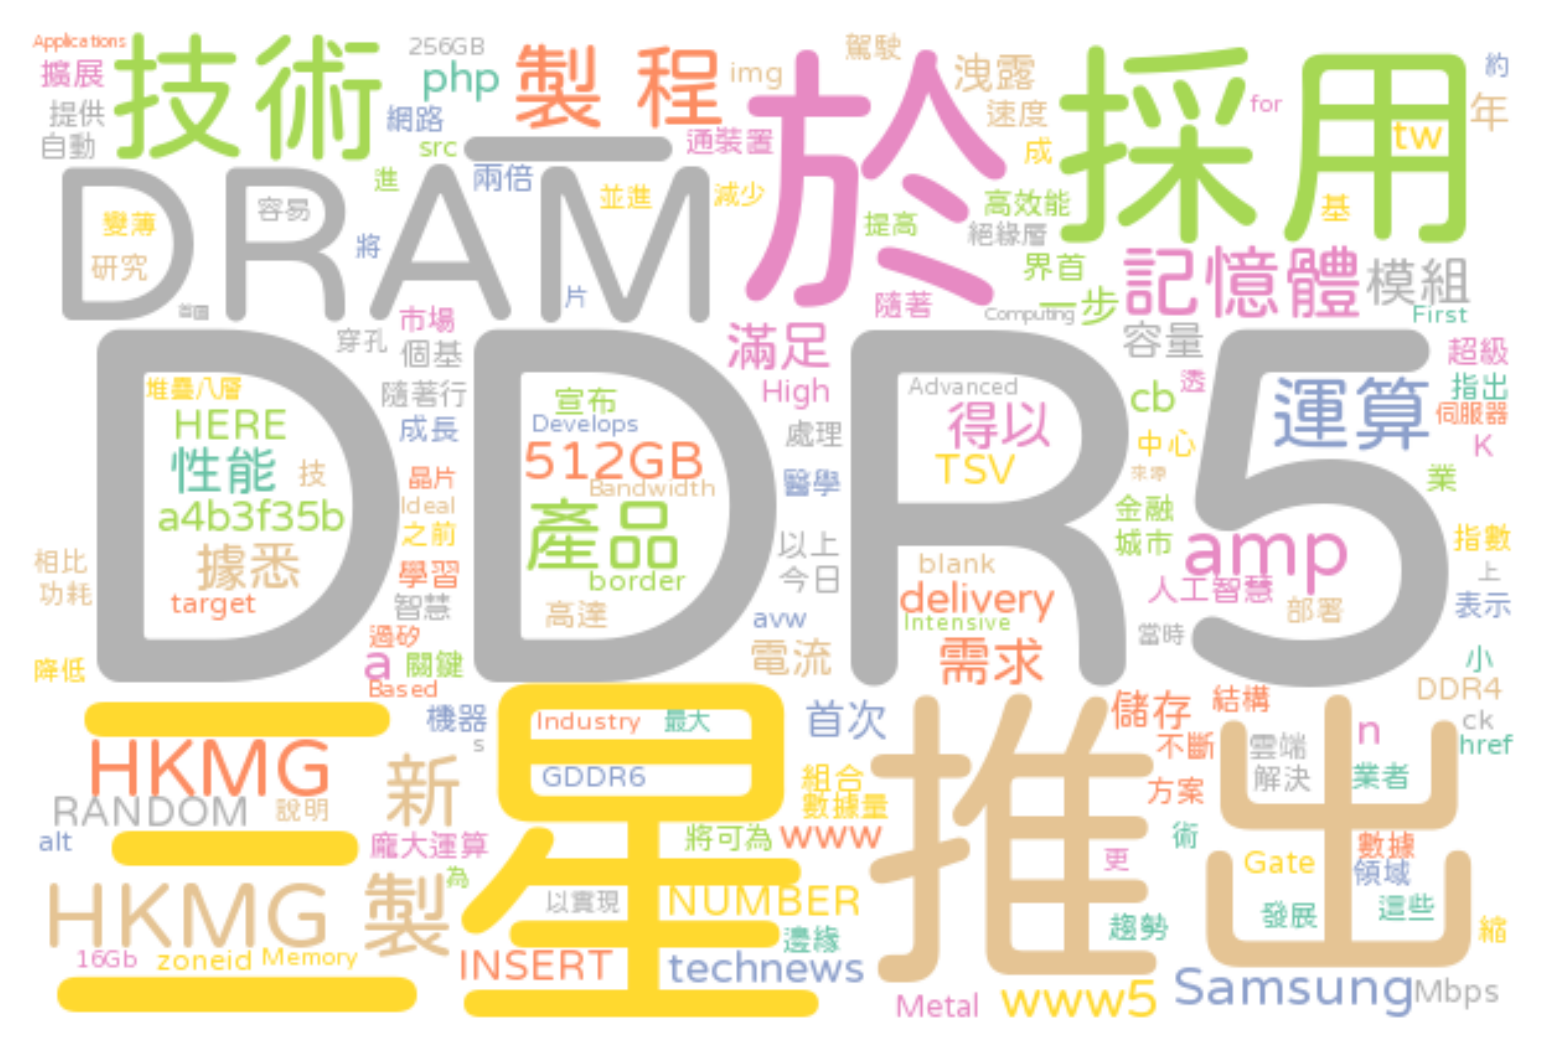 Applications
擴展
提供
自動
技術
256GB
php
網路
src
製 程
img
駕駛
洩露
速度
約
年
for
tw
於
採用
通裝置
成
DRAM一
進
兩倍
並進
減少
高效能
基
變薄
容易
將
提高
絕緣層
研究
界首
記憶體
模組
片
隨著
Computing
一步
First
市場
穿孔
個基
滿足
容量
超級
DDR5
堆疊八層
隨著行
宣布
High
Advanced
cb
透
運算
指出
HERE
成長
Develops
處理
得以
中心
伺服器
K
性能
技
晶片
512GB
TSV
來源
業
Ideal
Bandwidth
醫學
a4b3f35b
之前
產品
金融
指數
據悉
以上
城市
amp
相比
學習
border
今日
blank
人工智慧
上
功耗
target
智慧
高達
avw
delivery
部署
表示
過矽
Intensive
當時
降低
a
關鍵
電流
需求
小
Based
DDR4
三星
推出
機器
Industry
最大
首次
儲存
結構
ck
HKMG
s
n
href
新
GDDR6
組合
不斷
雲端
解決
業者
RANDOM
說明
數據量
方案
alt
龐大運算
將可為
www
術
數據
為
更
Gate
領域
HKMG 製
以實現
NUMBER
發展
這些
邊緣
趨勢
縮
16Gb
zoneid
Memory
INSERT
technews
Samsung
Mbps
Metal
www5